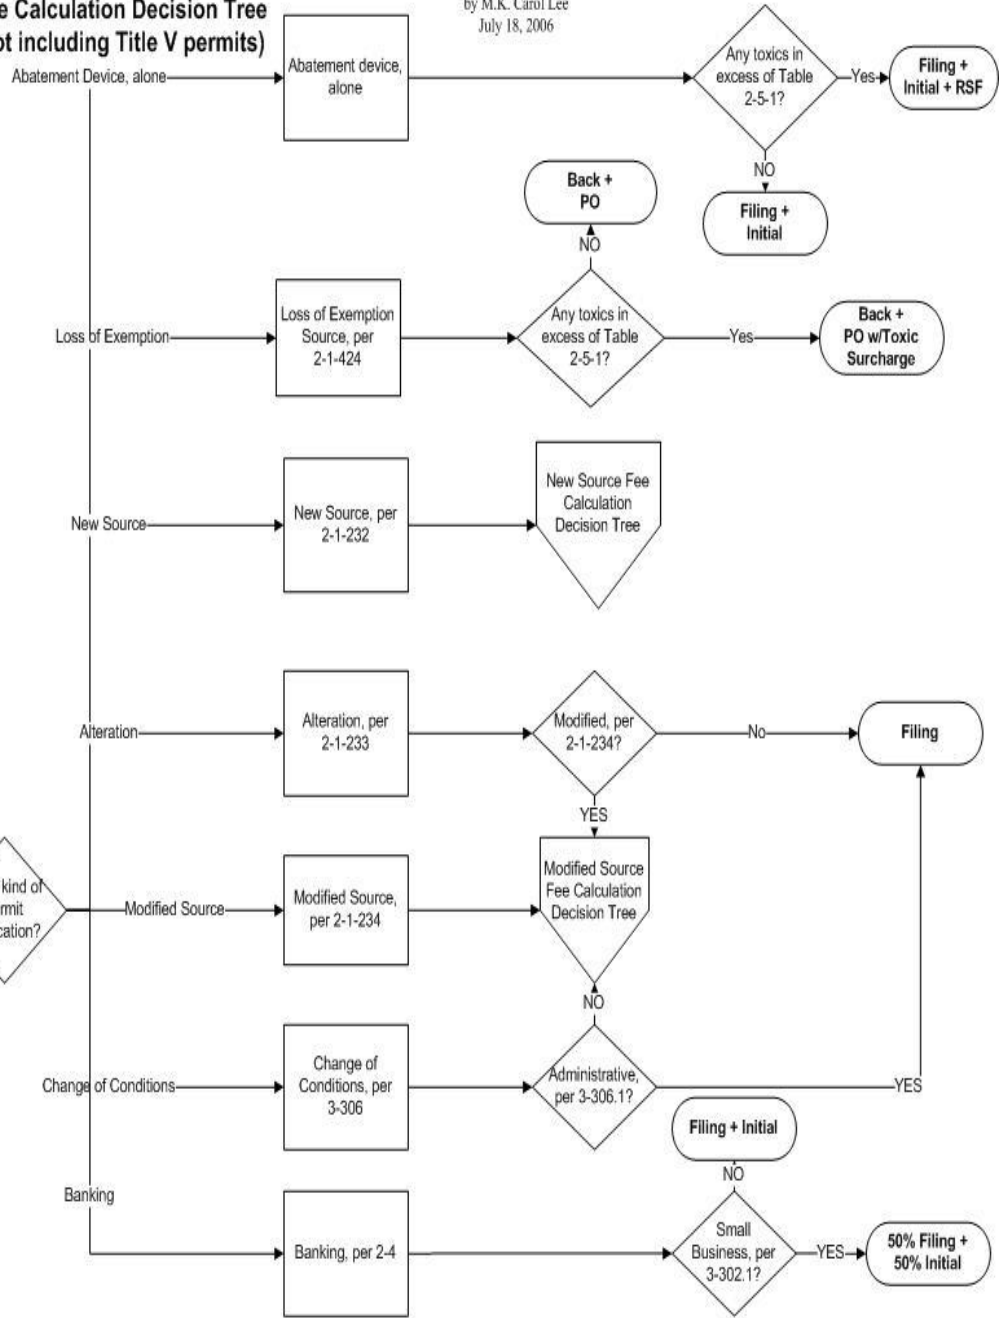 e Calculation Decision Tree
ot including Title V permits)
by M.K. Carol Lee
July 18, 2006
Abatement Device, alone
Abatement device,
alone
Any toxics in
excess of Table
2-5-1?
Yes
Filing +
Initial + RSF
NO
Filing +
Initial
Back +
PO
NO
Loss of Exemption
Loss of Exemption
Source, per
2-1-424
Any toxics in
excess of Table
2-5-1?
Yes
Back +
PO w/Toxic
Surcharge
New Source
New Source, per
2-1-232
New Source Fee
Calculation
Decision Tree
Alteration
Alteration, per
2-1-233
Modified, per
2-1-234?
No
Filing
YES
kind of
rmit
cation?
Modified Source
Modified Source,
per 2-1-234
Modified Source
Fee Calculation
Decision Tree
NO
Change of Conditions
Change of
Conditions, per
3-306
Administrative,
per 3-306.1?
YES
Filing + Initial
NO
Banking
Banking, per 2-4
Small
Business, per
3-302.1?
YES
50% Filing +
50% Initial